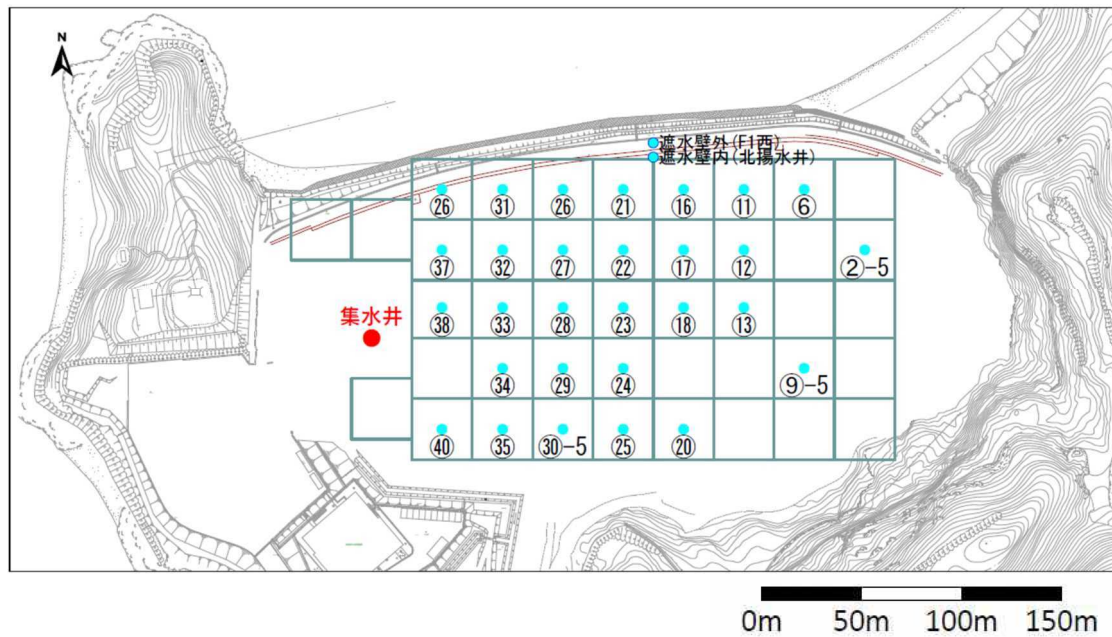 N
遮水壁外(F1西)
遮水壁内(北揚水井)
㉖ ㉛ ㉖ ㉑ ⑯ ⑪ ⑥
㊲ ㉜ ㉗ ㉒ ⑰ ⑫ ②-5
集水井
㊳ ㉝ ㉘ ㉓ ⑱ ⑬
㉞ ㉙ ㉔ ⑨-5
㊵ ㉟ ㉚-5 ㉕ ⑳
0m 50m 100m 150m